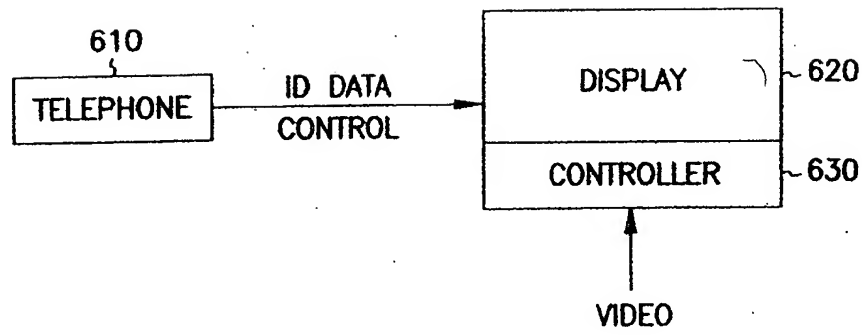 610
TELEPHONE
ID DATA
CONTROL
DISPLAY
620
CONTROLLER
630
VIDEO